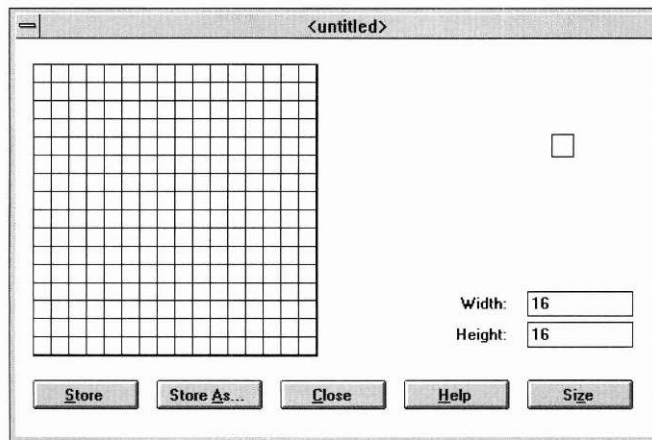 <untitled>
Width: 16
Height: 16
Store Store As... Close Help Size